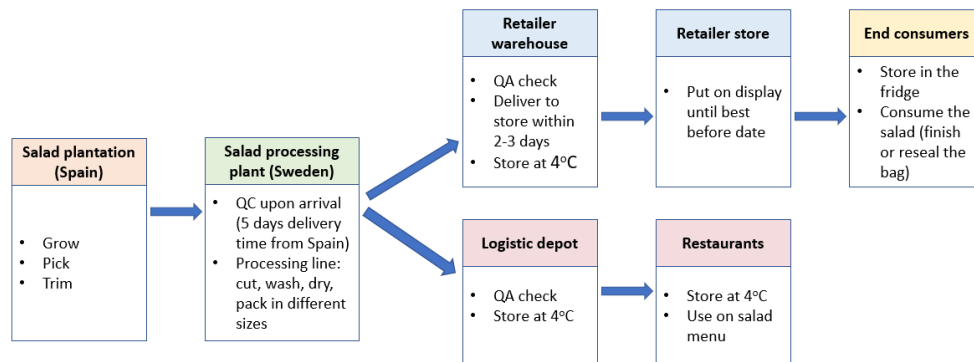 Salad plantation
(Spain)
• Grow
• Pick
• Trim
Salad processing
plant (Sweden)
• QC upon arrival
(5 days delivery
time from Spain)
• Processing line:
cut, wash, dry,
pack in different
sizes
Retailer
warehouse
• QA check
• Deliver to
store within
2-3 days
• Store at 4°C
Retailer store
• Put on display
until best
before date
End consumers
• Store in the
fridge
• Consume the
salad (finish
or reseal the
bag)
Logistic depot
• QA check
• Store at 4°C
Restaurants
• Store at 4°C
• Use on salad
menu